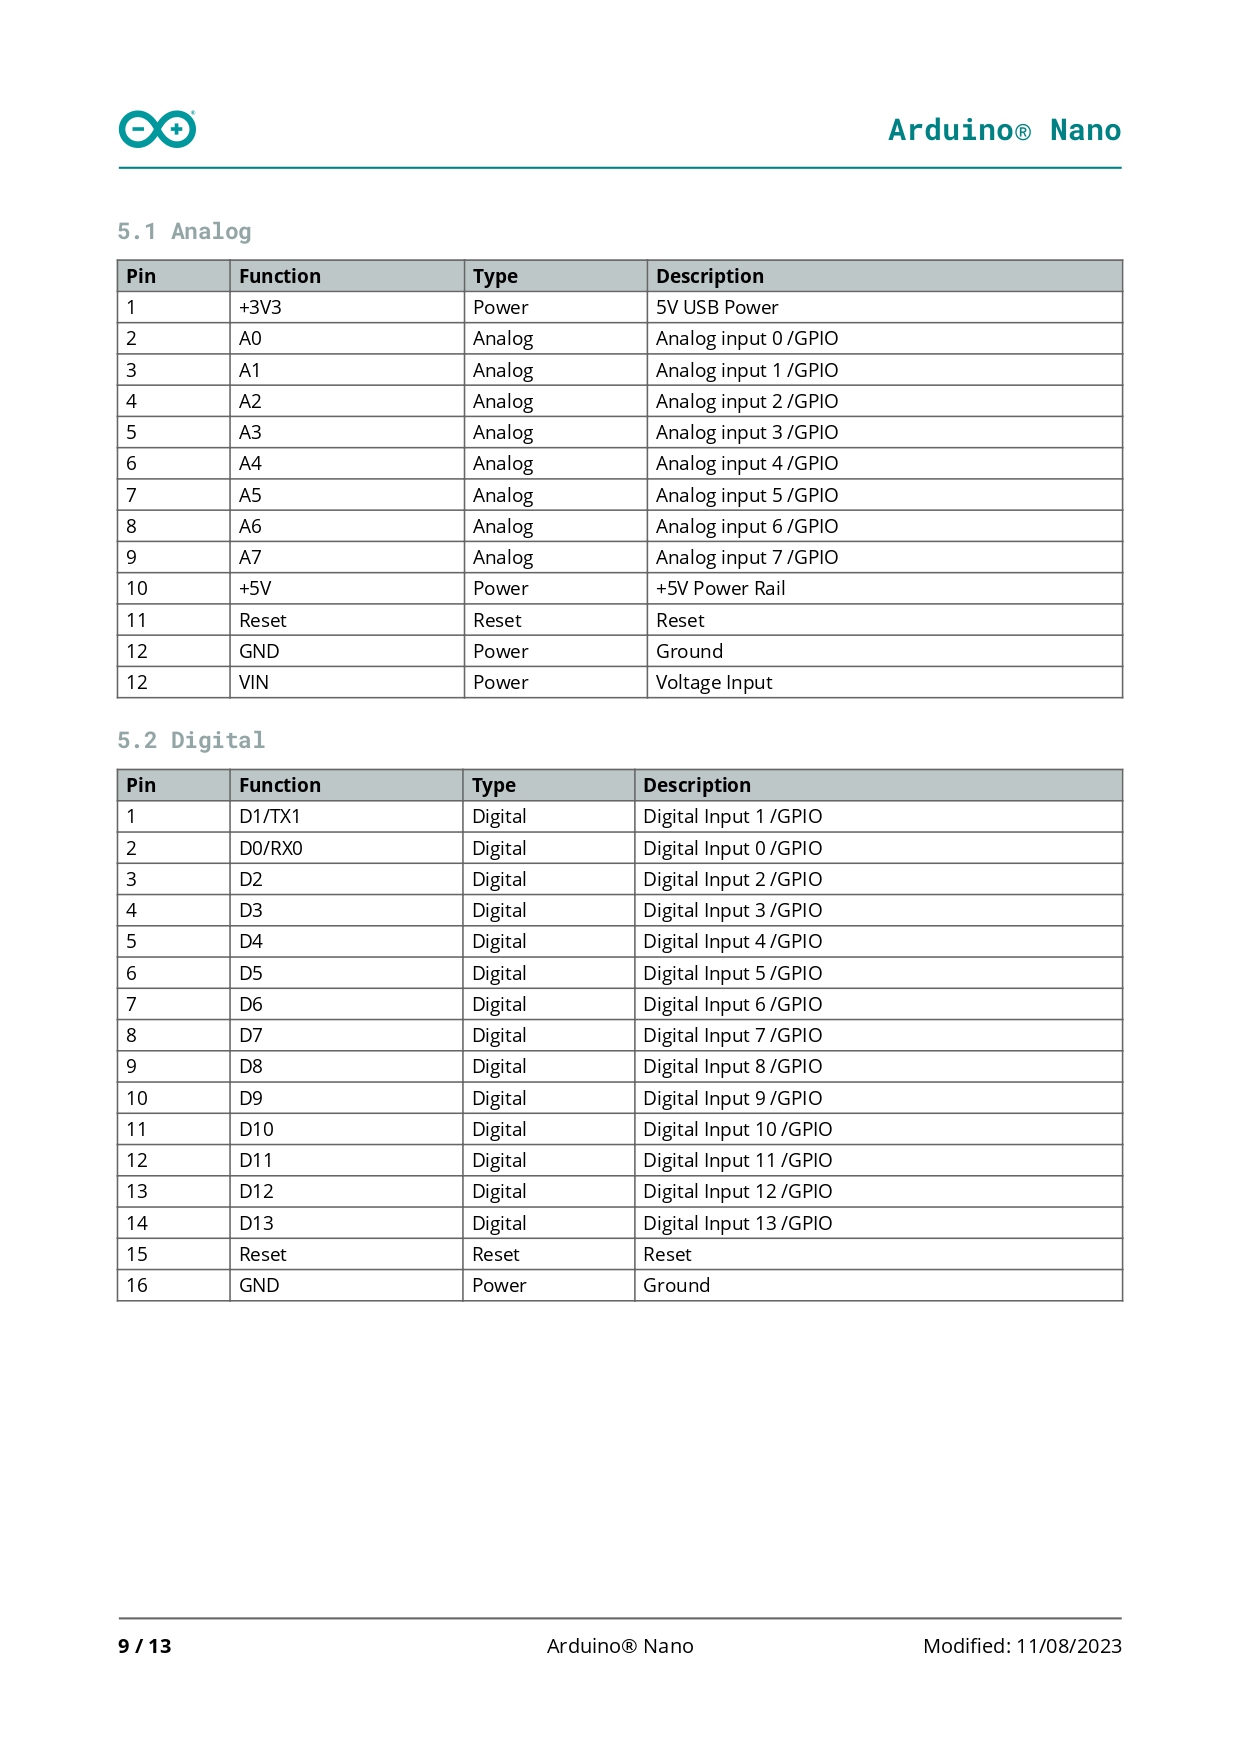 Arduino® Nano
5.1 Analog
Pin Function Type Description
1 +3V3 Power 5V USB Power
2 A0 Analog Analog input 0 /GPIO
3 A1 Analog Analog input 1 /GPIO
4 A2 Analog Analog input 2 /GPIO
5 A3 Analog Analog input 3 /GPIO
6 A4 Analog Analog input 4 /GPIO
7 A5 Analog Analog input 5 /GPIO
8 A6 Analog Analog input 6 /GPIO
9 A7 Analog Analog input 7 /GPIO
10 +5V Power +5V Power Rail
11 Reset Reset Reset
12 GND Power Ground
12 VIN Power Voltage Input
5.2 Digital
Pin Function Type Description
1 D1/TX1 Digital Digital Input 1 /GPIO
2 D0/RX0 Digital Digital Input 0 /GPIO
3 D2 Digital Digital Input 2 /GPIO
4 D3 Digital Digital Input 3 /GPIO
5 D4 Digital Digital Input 4 /GPIO
6 D5 Digital Digital Input 5 /GPIO
7 D6 Digital Digital Input 6 /GPIO
8 D7 Digital Digital Input 7 /GPIO
9 D8 Digital Digital Input 8 /GPIO
10 D9 Digital Digital Input 9 /GPIO
11 D10 Digital Digital Input 10 /GPIO
12 D11 Digital Digital Input 11 /GPIO
13 D12 Digital Digital Input 12 /GPIO
14 D13 Digital Digital Input 13 /GPIO
15 Reset Reset Reset
16 GND Power Ground
9 / 13 Arduino® Nano Modified: 11/08/2023